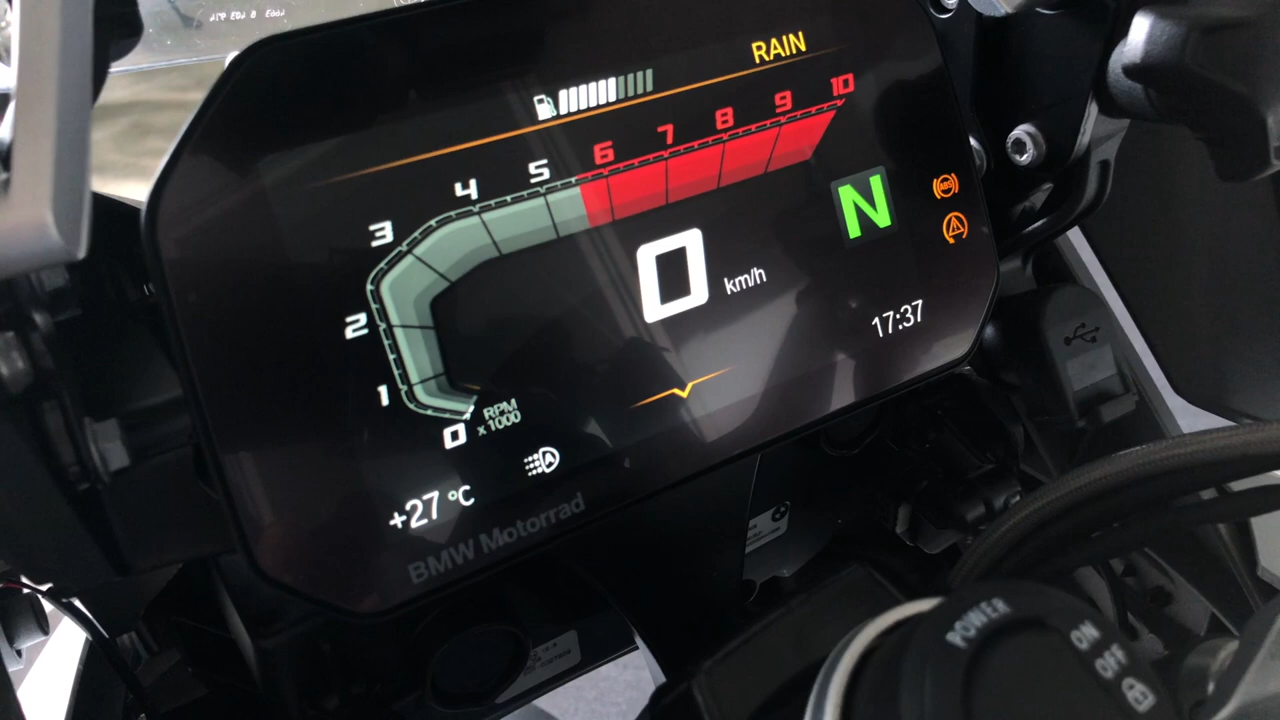 RAIN
10
9
8
7
6
5
4
3
2
1
0
RPM
x1000
0 km/h
N
ABS
17:37
A
+27 °C
BMW Motorrad
POWER
ON
OFF